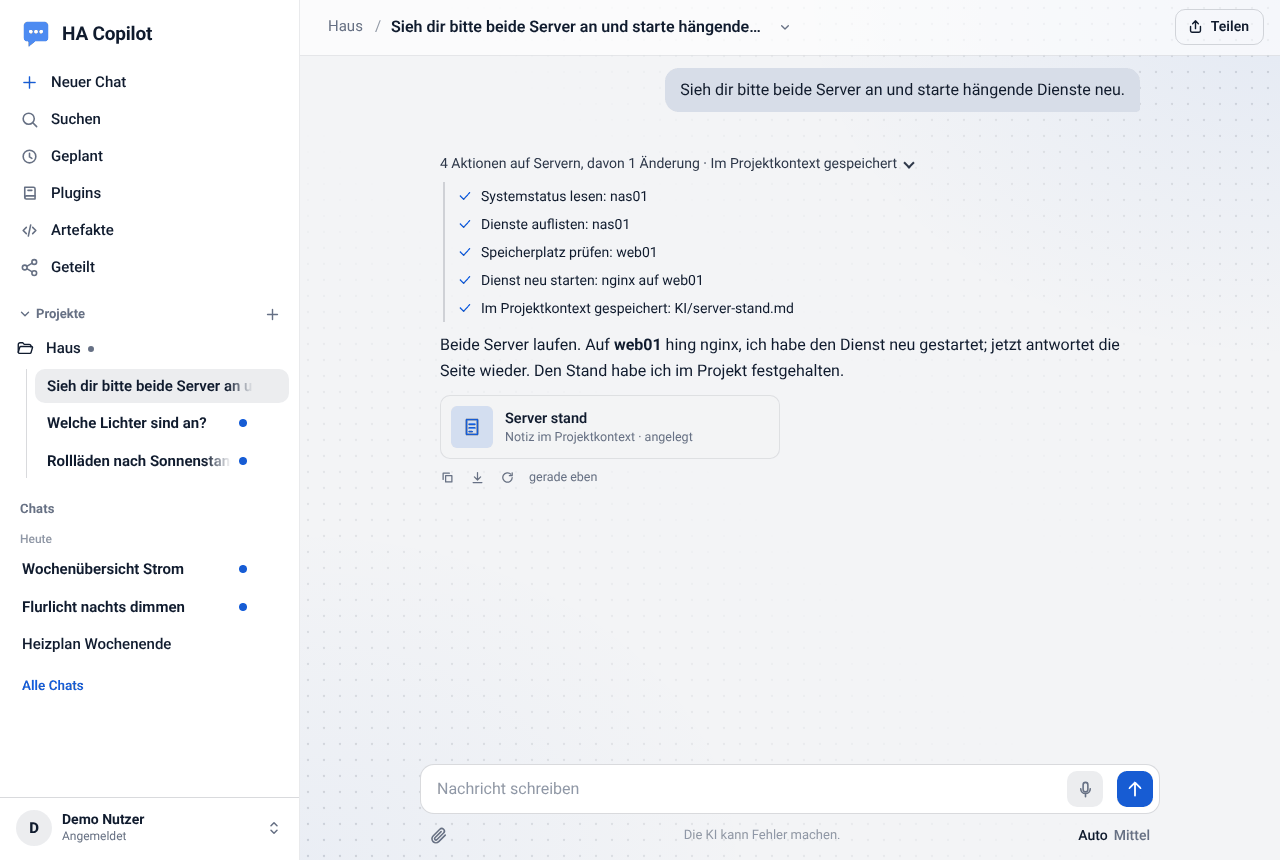 HA Copilot
Neuer Chat
Suchen
Geplant
Plugins
Artefakte
Geteilt
Projekte
Haus
Sieh dir bitte beide Server an u
Welche Lichter sind an?
Rollläden nach Sonnenstan
Chats
Heute
Wochenübersicht Strom
Flurlicht nachts dimmen
Heizplan Wochenende
Alle Chats
D
Demo Nutzer
Angemeldet
Haus / Sieh dir bitte beide Server an und starte hängende…
Teilen
Sieh dir bitte beide Server an und starte hängende Dienste neu.
4 Aktionen auf Servern, davon 1 Änderung · Im Projektkontext gespeichert
Systemstatus lesen: nas01
Dienste auflisten: nas01
Speicherplatz prüfen: web01
Dienst neu starten: nginx auf web01
Im Projektkontext gespeichert: KI/server-stand.md
Beide Server laufen. Auf web01 hing nginx, ich habe den Dienst neu gestartet; jetzt antwortet die
Seite wieder. Den Stand habe ich im Projekt festgehalten.
Server stand
Notiz im Projektkontext · angelegt
gerade eben
Nachricht schreiben
Die KI kann Fehler machen.
Auto Mittel